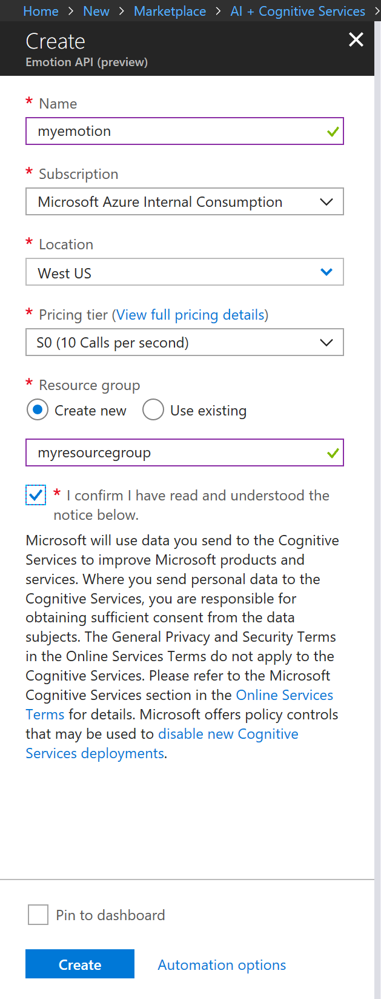 Home > New > Marketplace > AI + Cognitive Services >
Create
Emotion API (preview)
* Name
myemotion
* Subscription
Microsoft Azure Internal Consumption
* Location
West US
* Pricing tier (View full pricing details)
S0 (10 Calls per second)
* Resource group
Create new Use existing
myresourcegroup
* I confirm I have read and understood the
notice below.
Microsoft will use data you send to the Cognitive
Services to improve Microsoft products and
services. Where you send personal data to the
Cognitive Services, you are responsible for
obtaining sufficient consent from the data
subjects. The General Privacy and Security Terms
in the Online Services Terms do not apply to the
Cognitive Services. Please refer to the Microsoft
Cognitive Services section in the Online Services
Terms for details. Microsoft offers policy controls
that may be used to disable new Cognitive
Services deployments.
Pin to dashboard
Create Automation options